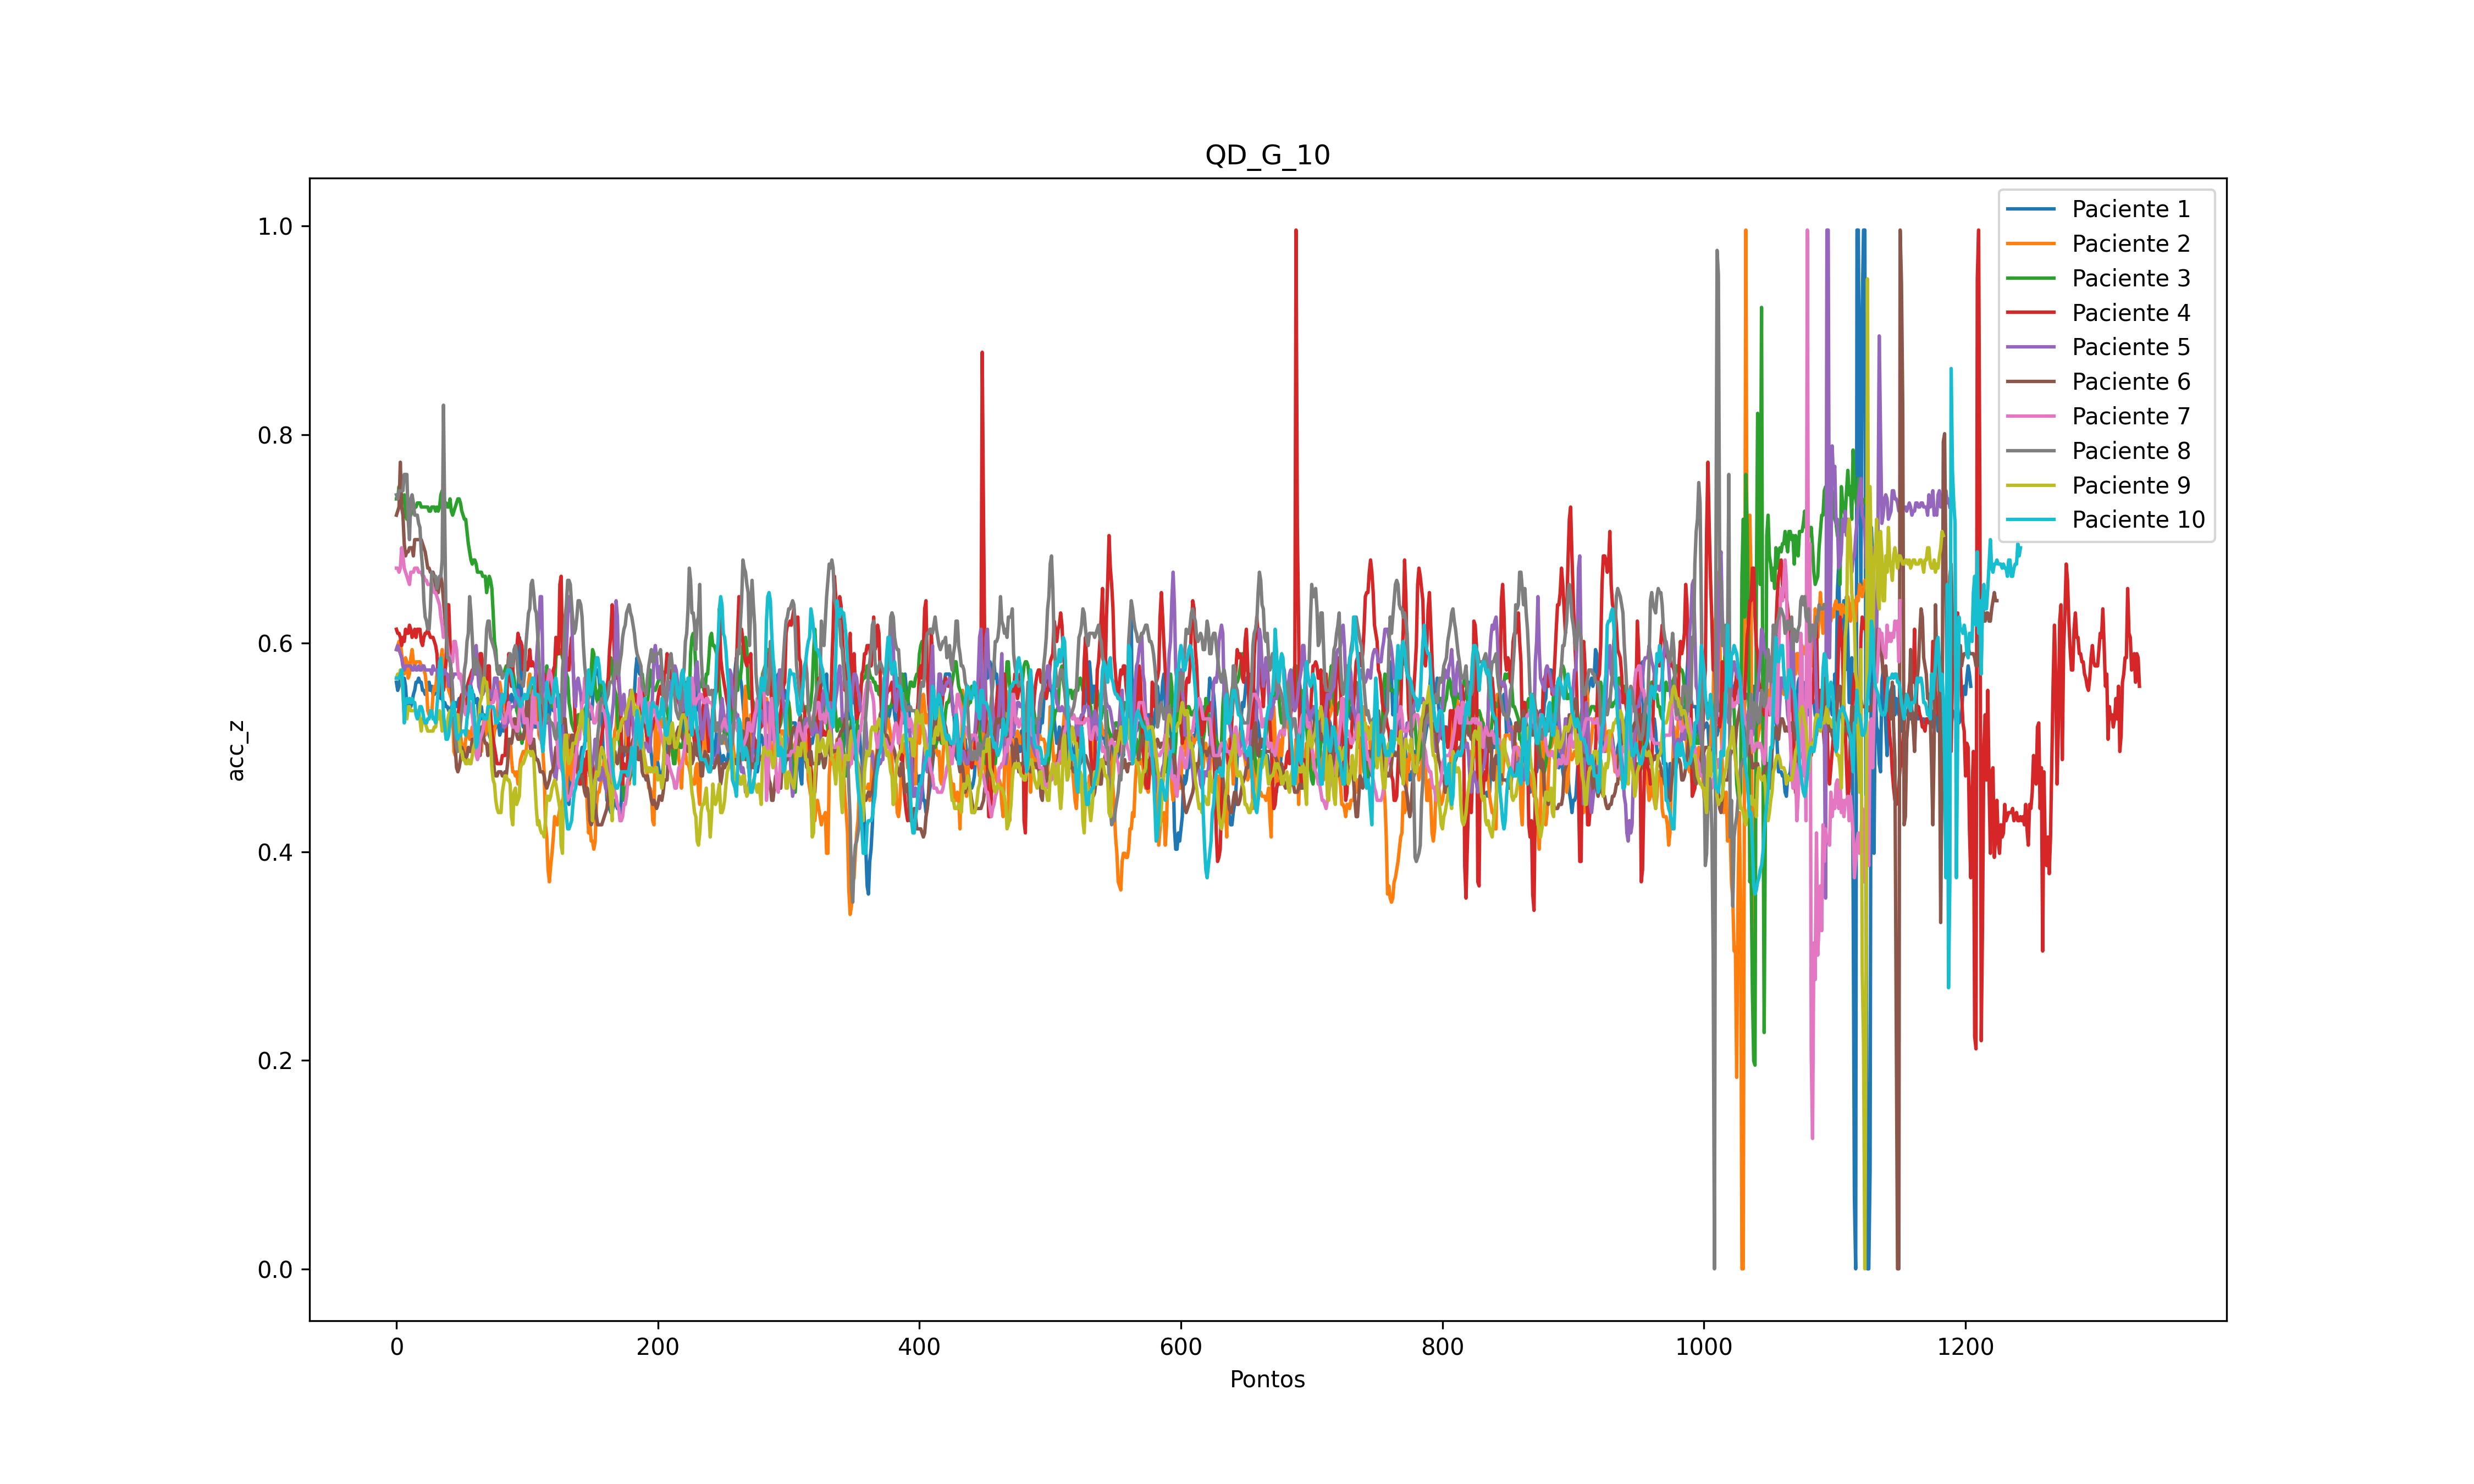 QD_G_10
1.0
0.8
0.6
0.4
0.2
0.0
acc_z
0 200 400 600 800 1000 1200
Pontos
Paciente 1
Paciente 2
Paciente 3
Paciente 4
Paciente 5
Paciente 6
Paciente 7
Paciente 8
Paciente 9
Paciente 10